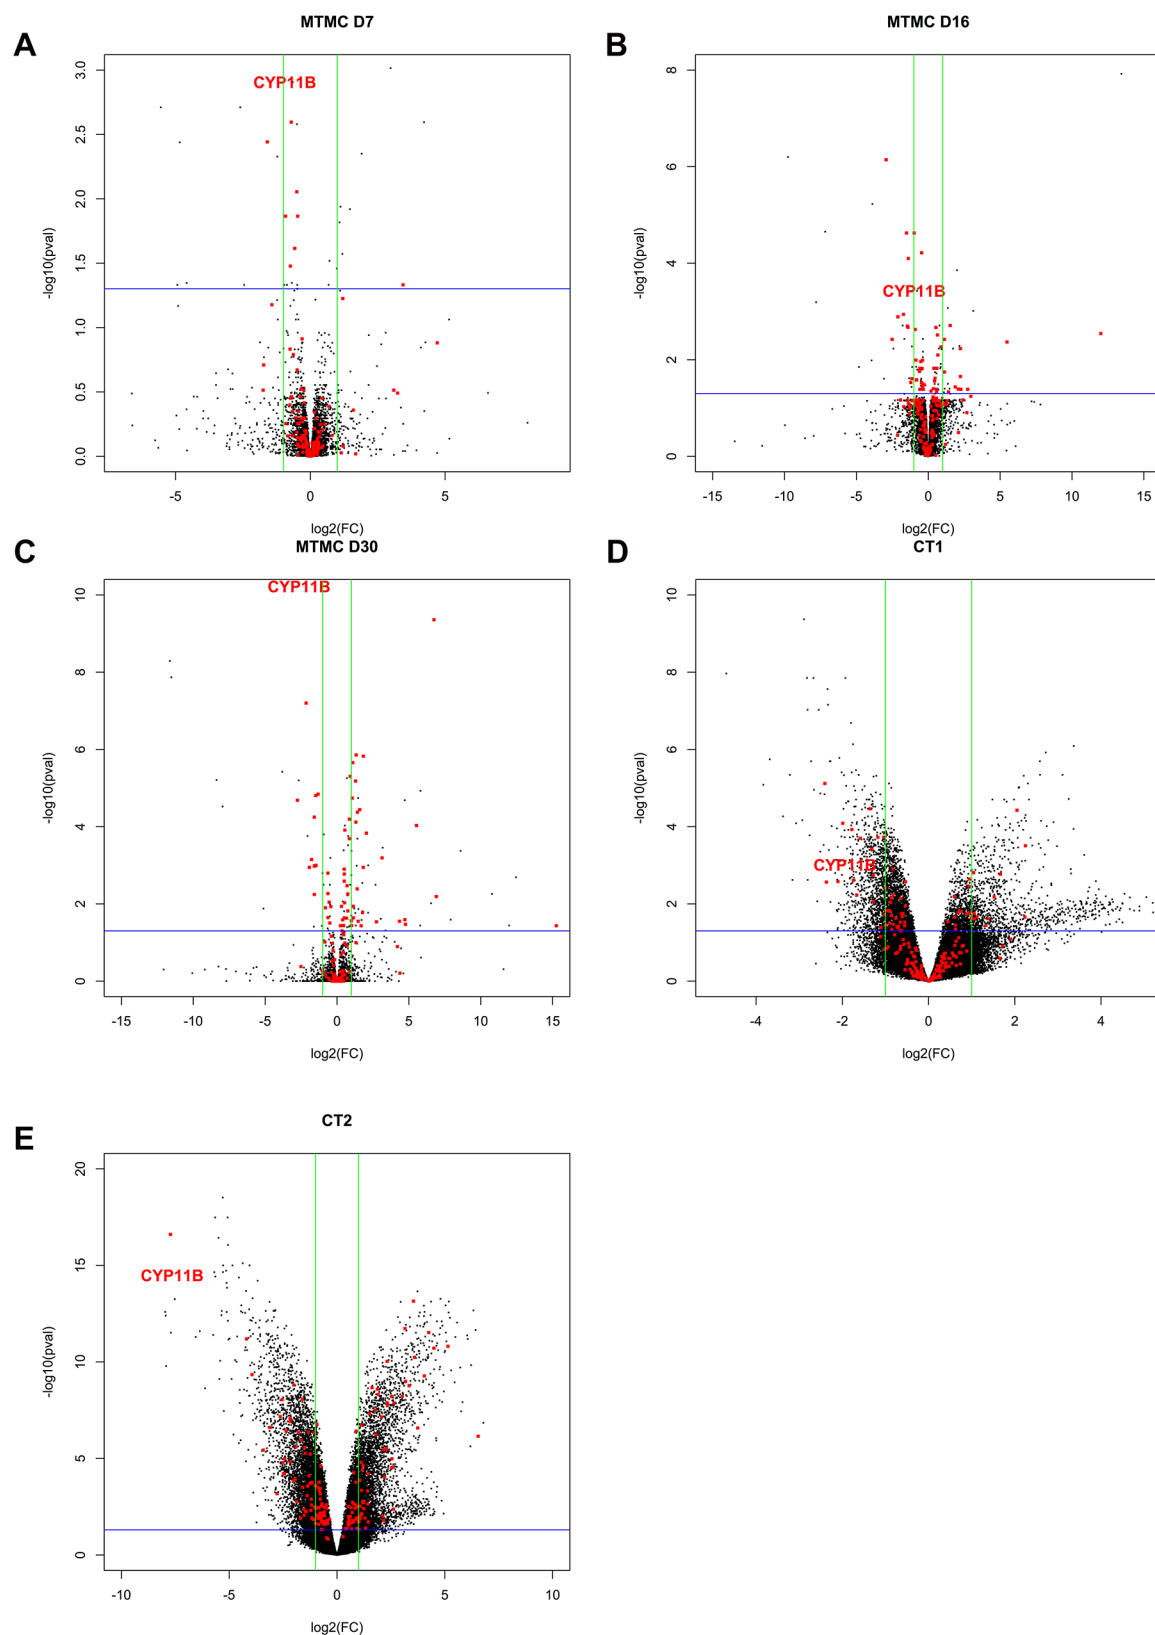 MTMC D7
A
CYP11B
3.0
2.5
2.0
1.5
1.0
0.5
0.0
-log10(pval)
-5
0
5
log2(FC)
MTMC D16
B
CYP11B
8
6
4
2
0
-log10(pval)
-15
-10
-5
0
5
10
15
log2(FC)
MTMC D30
C
CYP11B
10
8
6
4
2
0
-log10(pval)
-15
-10
-5
0
5
10
15
log2(FC)
CT1
D
CYP11B
10
8
6
4
2
0
-log10(pval)
-4
-2
0
2
4
log2(FC)
CT2
E
CYP11B
20
15
10
5
0
-log10(pval)
-10
-5
0
5
10
log2(FC)